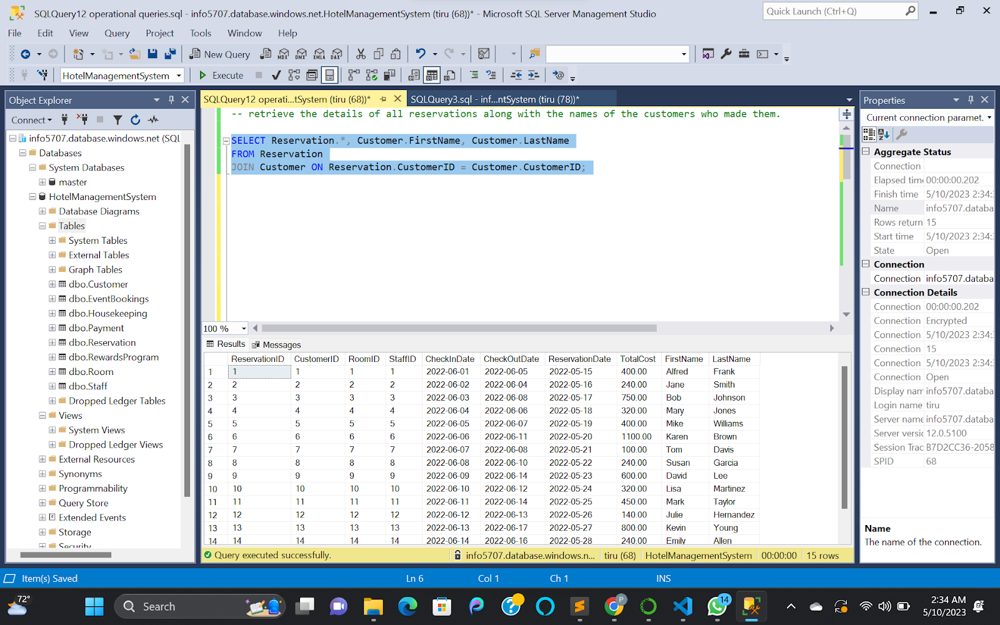 SQLQuery12 operational queries.sql - info5707.database.windows.net.HotelManagementSystem (tiru (68))* - Microsoft SQL Server Management Studio
Quick Launch (Ctrl+Q)
File Edit View Query Project Tools Window Help
New Query MDX DMX XMLA DAX
HotelManagementSystem Execute
Object Explorer
Connect
info5707.database.windows.net (SQL
Databases
System Databases
master
HotelManagementSystem
Database Diagrams
Tables
System Tables
External Tables
Graph Tables
dbo.Customer
dbo.EventBookings
dbo.Housekeeping
dbo.Payment
dbo.Reservation
dbo.RewardsProgram
dbo.Room
dbo.Staff
Dropped Ledger Tables
Views
System Views
Dropped Ledger Views
External Resources
Synonyms
Programmability
Query Store
Extended Events
Storage
Security
SQLQuery12 operati...tSystem (tiru (68))* SQLQuery3.sql - inf...ntSystem (tiru (78))*
-- retrieve the details of all reservations along with the names of the customers who made them.
SELECT Reservation.*, Customer.FirstName, Customer.LastName
FROM Reservation
JOIN Customer ON Reservation.CustomerID = Customer.CustomerID;
100 %
Results Messages
ReservationID CustomerID RoomID StaffID CheckInDate CheckOutDate ReservationDate TotalCost FirstName LastName
1 1 1 1 1 2022-06-01 2022-06-05 2022-05-15 400.00 Alfred Frank
2 2 2 2 2 2022-06-02 2022-06-04 2022-05-16 240.00 Jane Smith
3 3 3 3 3 2022-06-03 2022-06-08 2022-05-17 750.00 Bob Johnson
4 4 4 4 4 2022-06-04 2022-06-06 2022-05-18 320.00 Mary Jones
5 5 5 5 5 2022-06-05 2022-06-07 2022-05-19 400.00 Mike Williams
6 6 6 6 6 2022-06-06 2022-06-11 2022-05-20 1100.00 Karen Brown
7 7 7 7 7 2022-06-07 2022-06-08 2022-05-21 100.00 Tom Davis
8 8 8 8 8 2022-06-08 2022-06-10 2022-05-22 240.00 Susan Garcia
9 9 9 9 9 2022-06-09 2022-06-14 2022-05-23 600.00 David Lee
10 10 10 10 10 2022-06-10 2022-06-12 2022-05-24 320.00 Lisa Martinez
11 11 11 11 11 2022-06-11 2022-06-14 2022-05-25 450.00 Mark Taylor
12 12 12 12 12 2022-06-12 2022-06-13 2022-05-26 140.00 Julie Hernandez
13 13 13 13 13 2022-06-13 2022-06-17 2022-05-27 800.00 Kevin Young
14 14 14 14 14 2022-06-14 2022-06-16 2022-05-28 240.00 Emily Allen
Query executed successfully. info5707.database.windows.n... tiru (68) HotelManagementSystem 00:00:00 15 rows
Properties
Current connection paramet.
Aggregate Status
Connection
Elapsed time 00:00:00.202
Finish time 5/10/2023 2:34:
Name info5707.databa
Rows return 15
Start time 5/10/2023 2:34:
State Open
Connection
Connection info5707.databa
Connection Details
Connection 00:00:00.202
Connection Encrypted
Connection 5/10/2023 2:34:
Connection 15
Connection 5/10/2023 2:34:
Connection Open
Display nam info5707.databa
Login name tiru
Server name info5707.databa
Server versic 12.0.5100
Session Trac B7D2CC36-2058
SPID 68
Name
The name of the connection.
Item(s) Saved Ln 6 Col 1 Ch 1 INS
72° Search 14 2:34 AM
5/10/2023